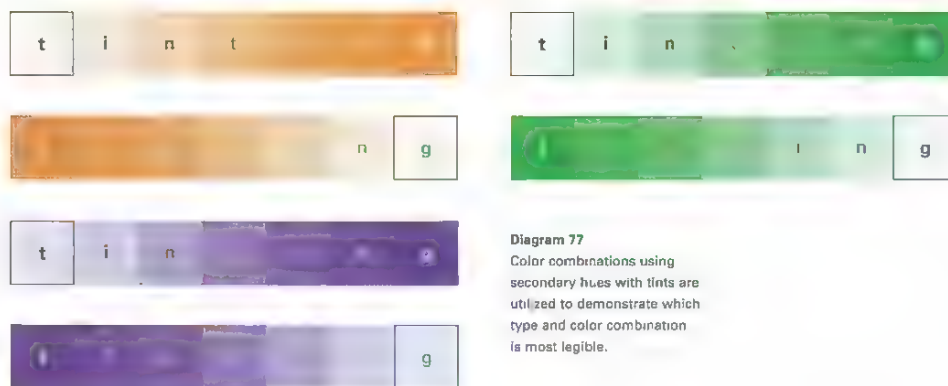 t i n t
t i n
n g
i n g
t i n
g
Diagram 77
Color combinations using
secondary hues with tints are
utilized to demonstrate which
type and color combination
is most legible.